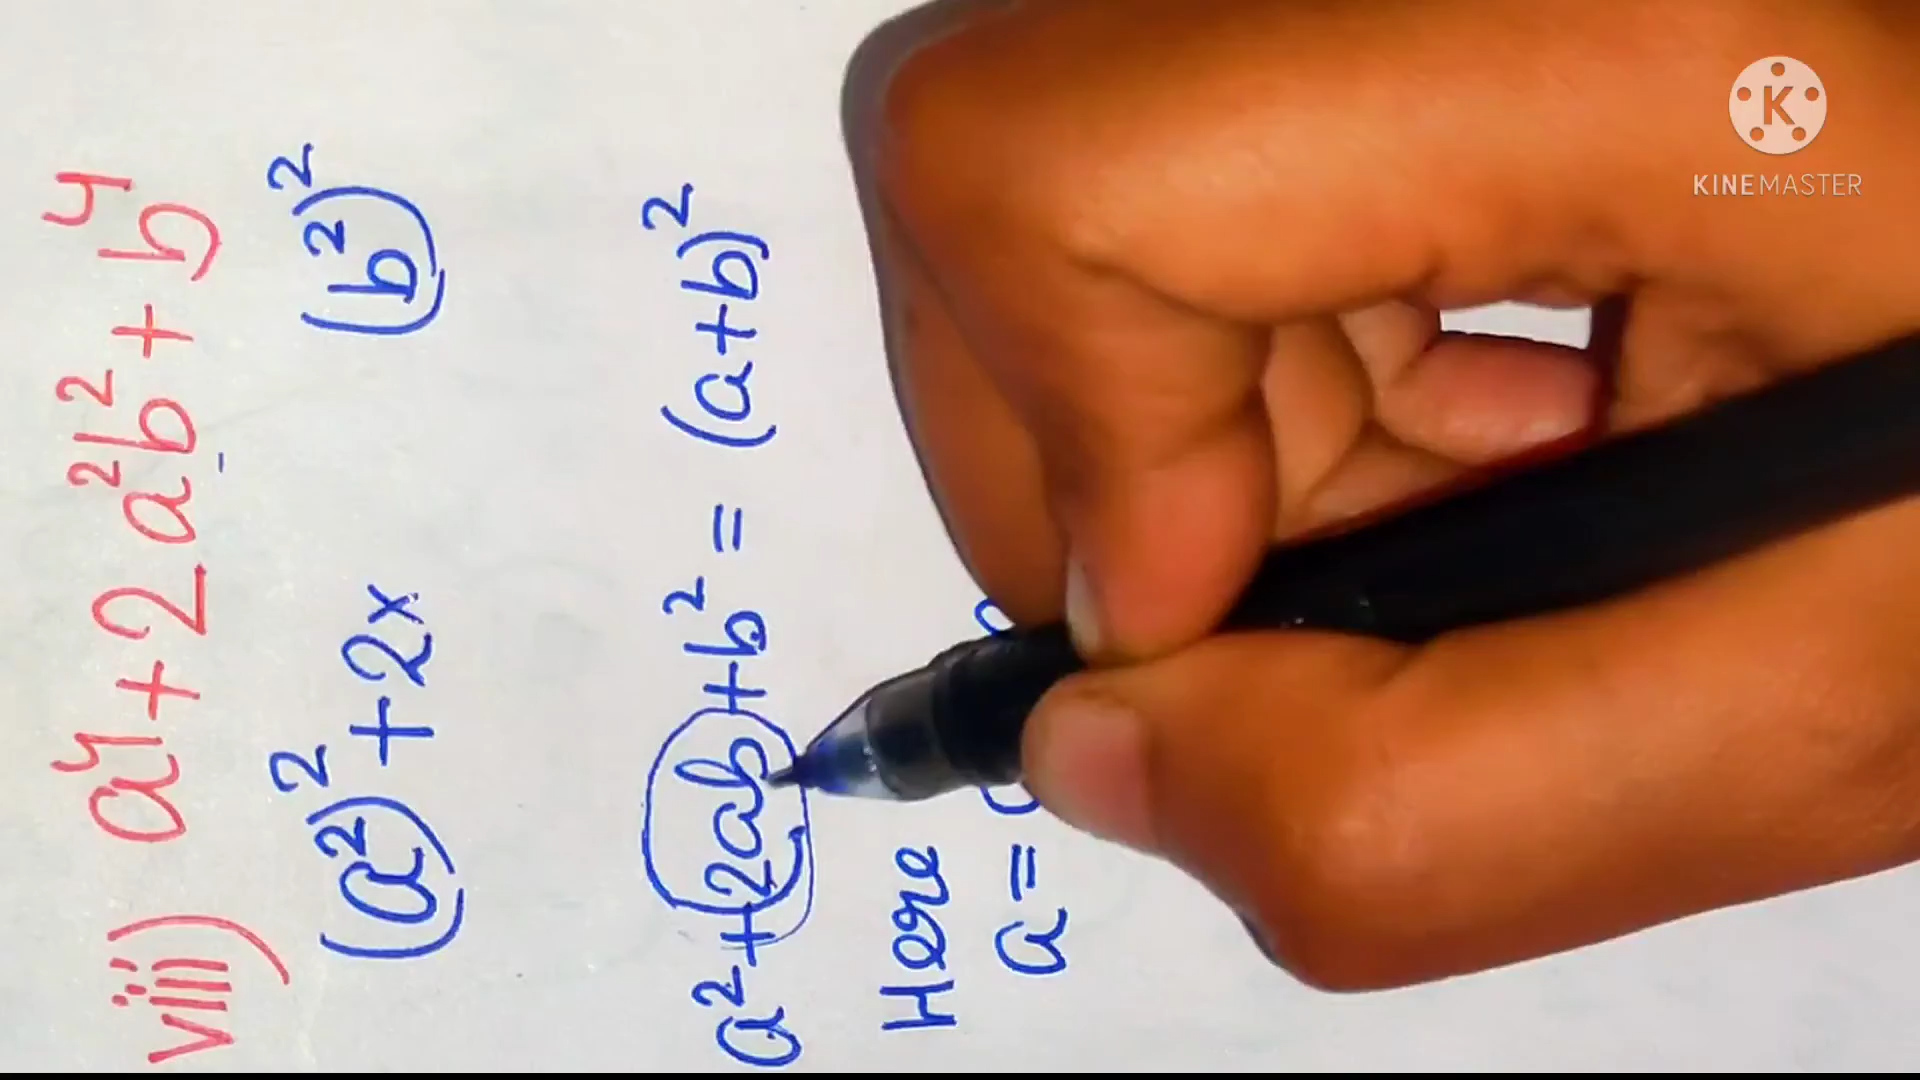 viii) a⁴+2a²b²+b⁴
(a²)²+2x (b²)²
a²+2ab+b² = (a+b)²
Here
a=
KINEMASTER